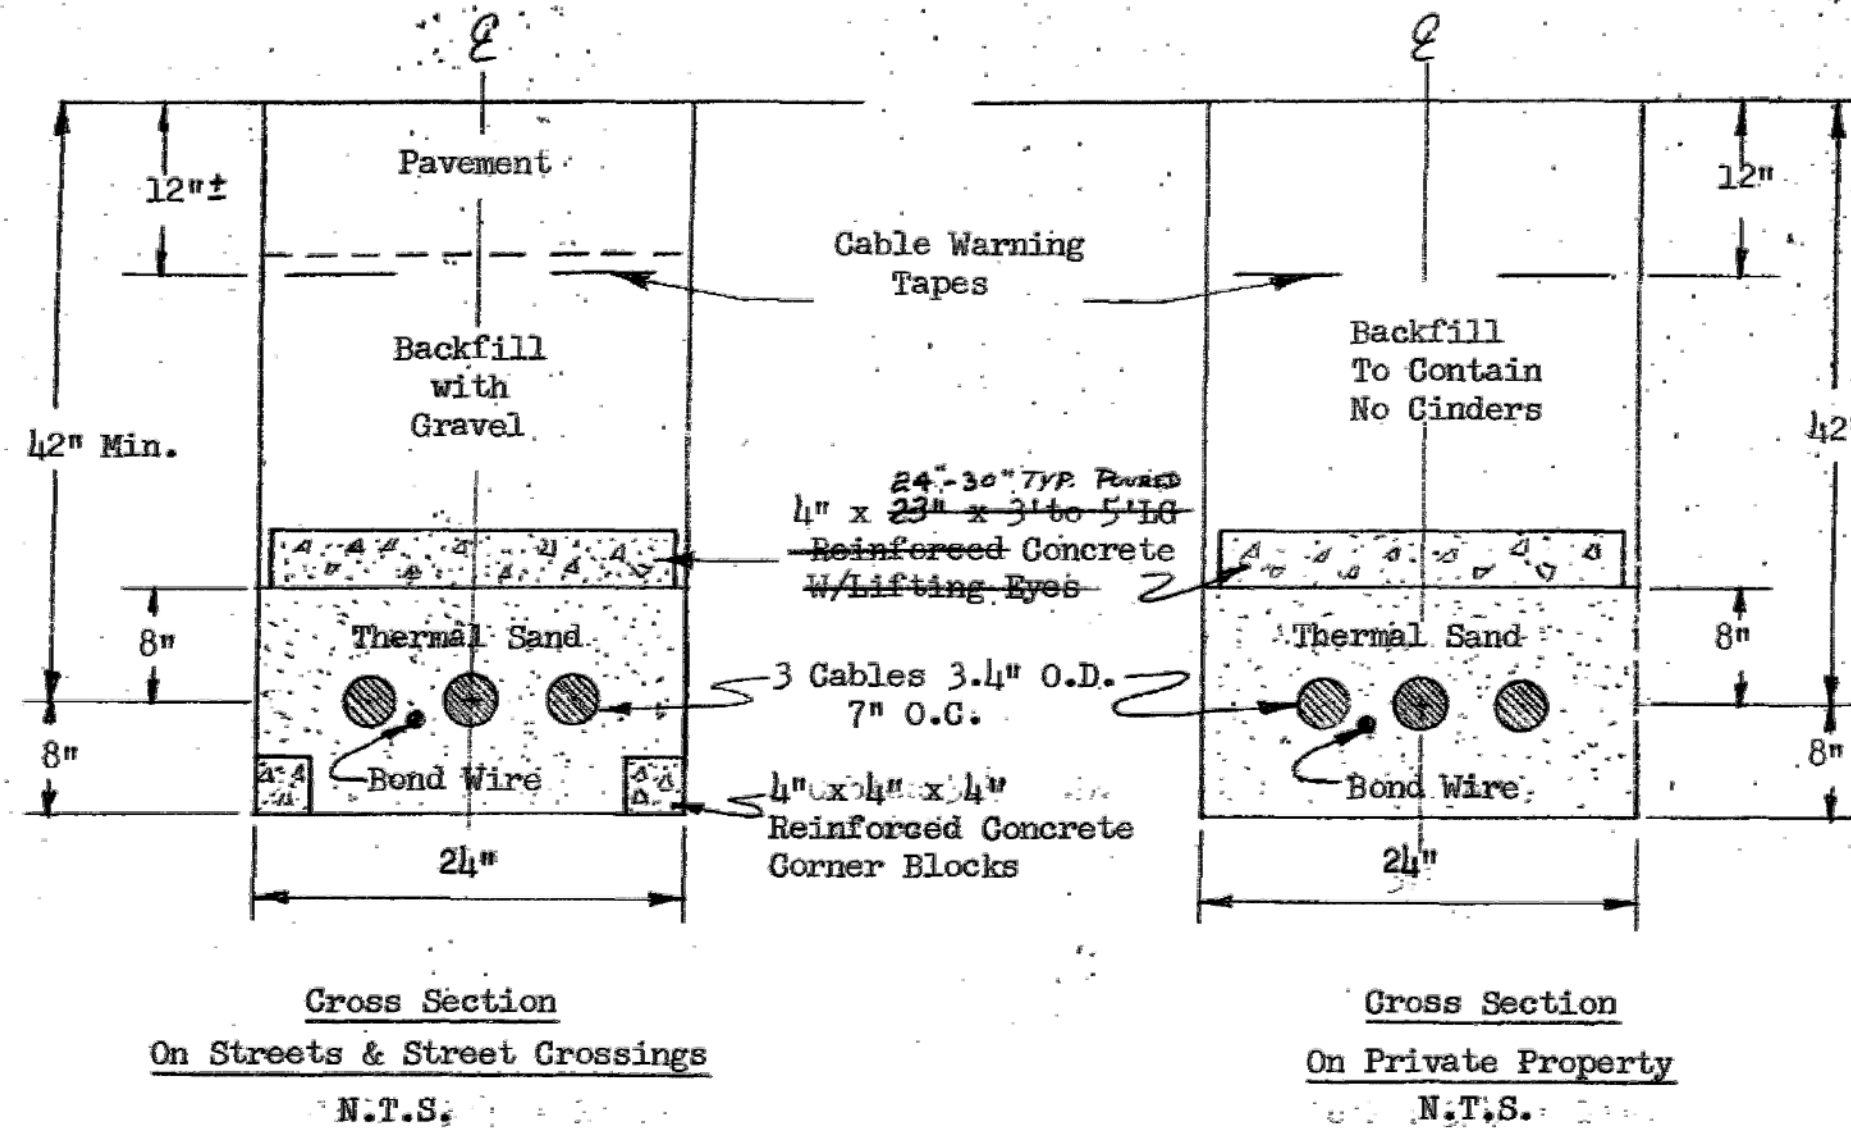 ℄
℄
Pavement
12"±
12"
Cable Warning
Tapes
Backfill
with
Gravel
Backfill
To Contain
No Cinders
42" Min.
42"
24"-30" TYP. POURED
4" x 23" x 3' to 5' LG
Reinforced Concrete
W/Lifting Eyes
Thermal Sand
8"
Thermal Sand
8"
3 Cables 3.4" O.D.
7" O.C.
8"
Bond Wire
8"
Bond Wire
4" x 4" x 4"
Reinforced Concrete
Corner Blocks
24"
24"
Cross Section
On Streets & Street Crossings
N.T.S.
Cross Section
On Private Property
N.T.S.